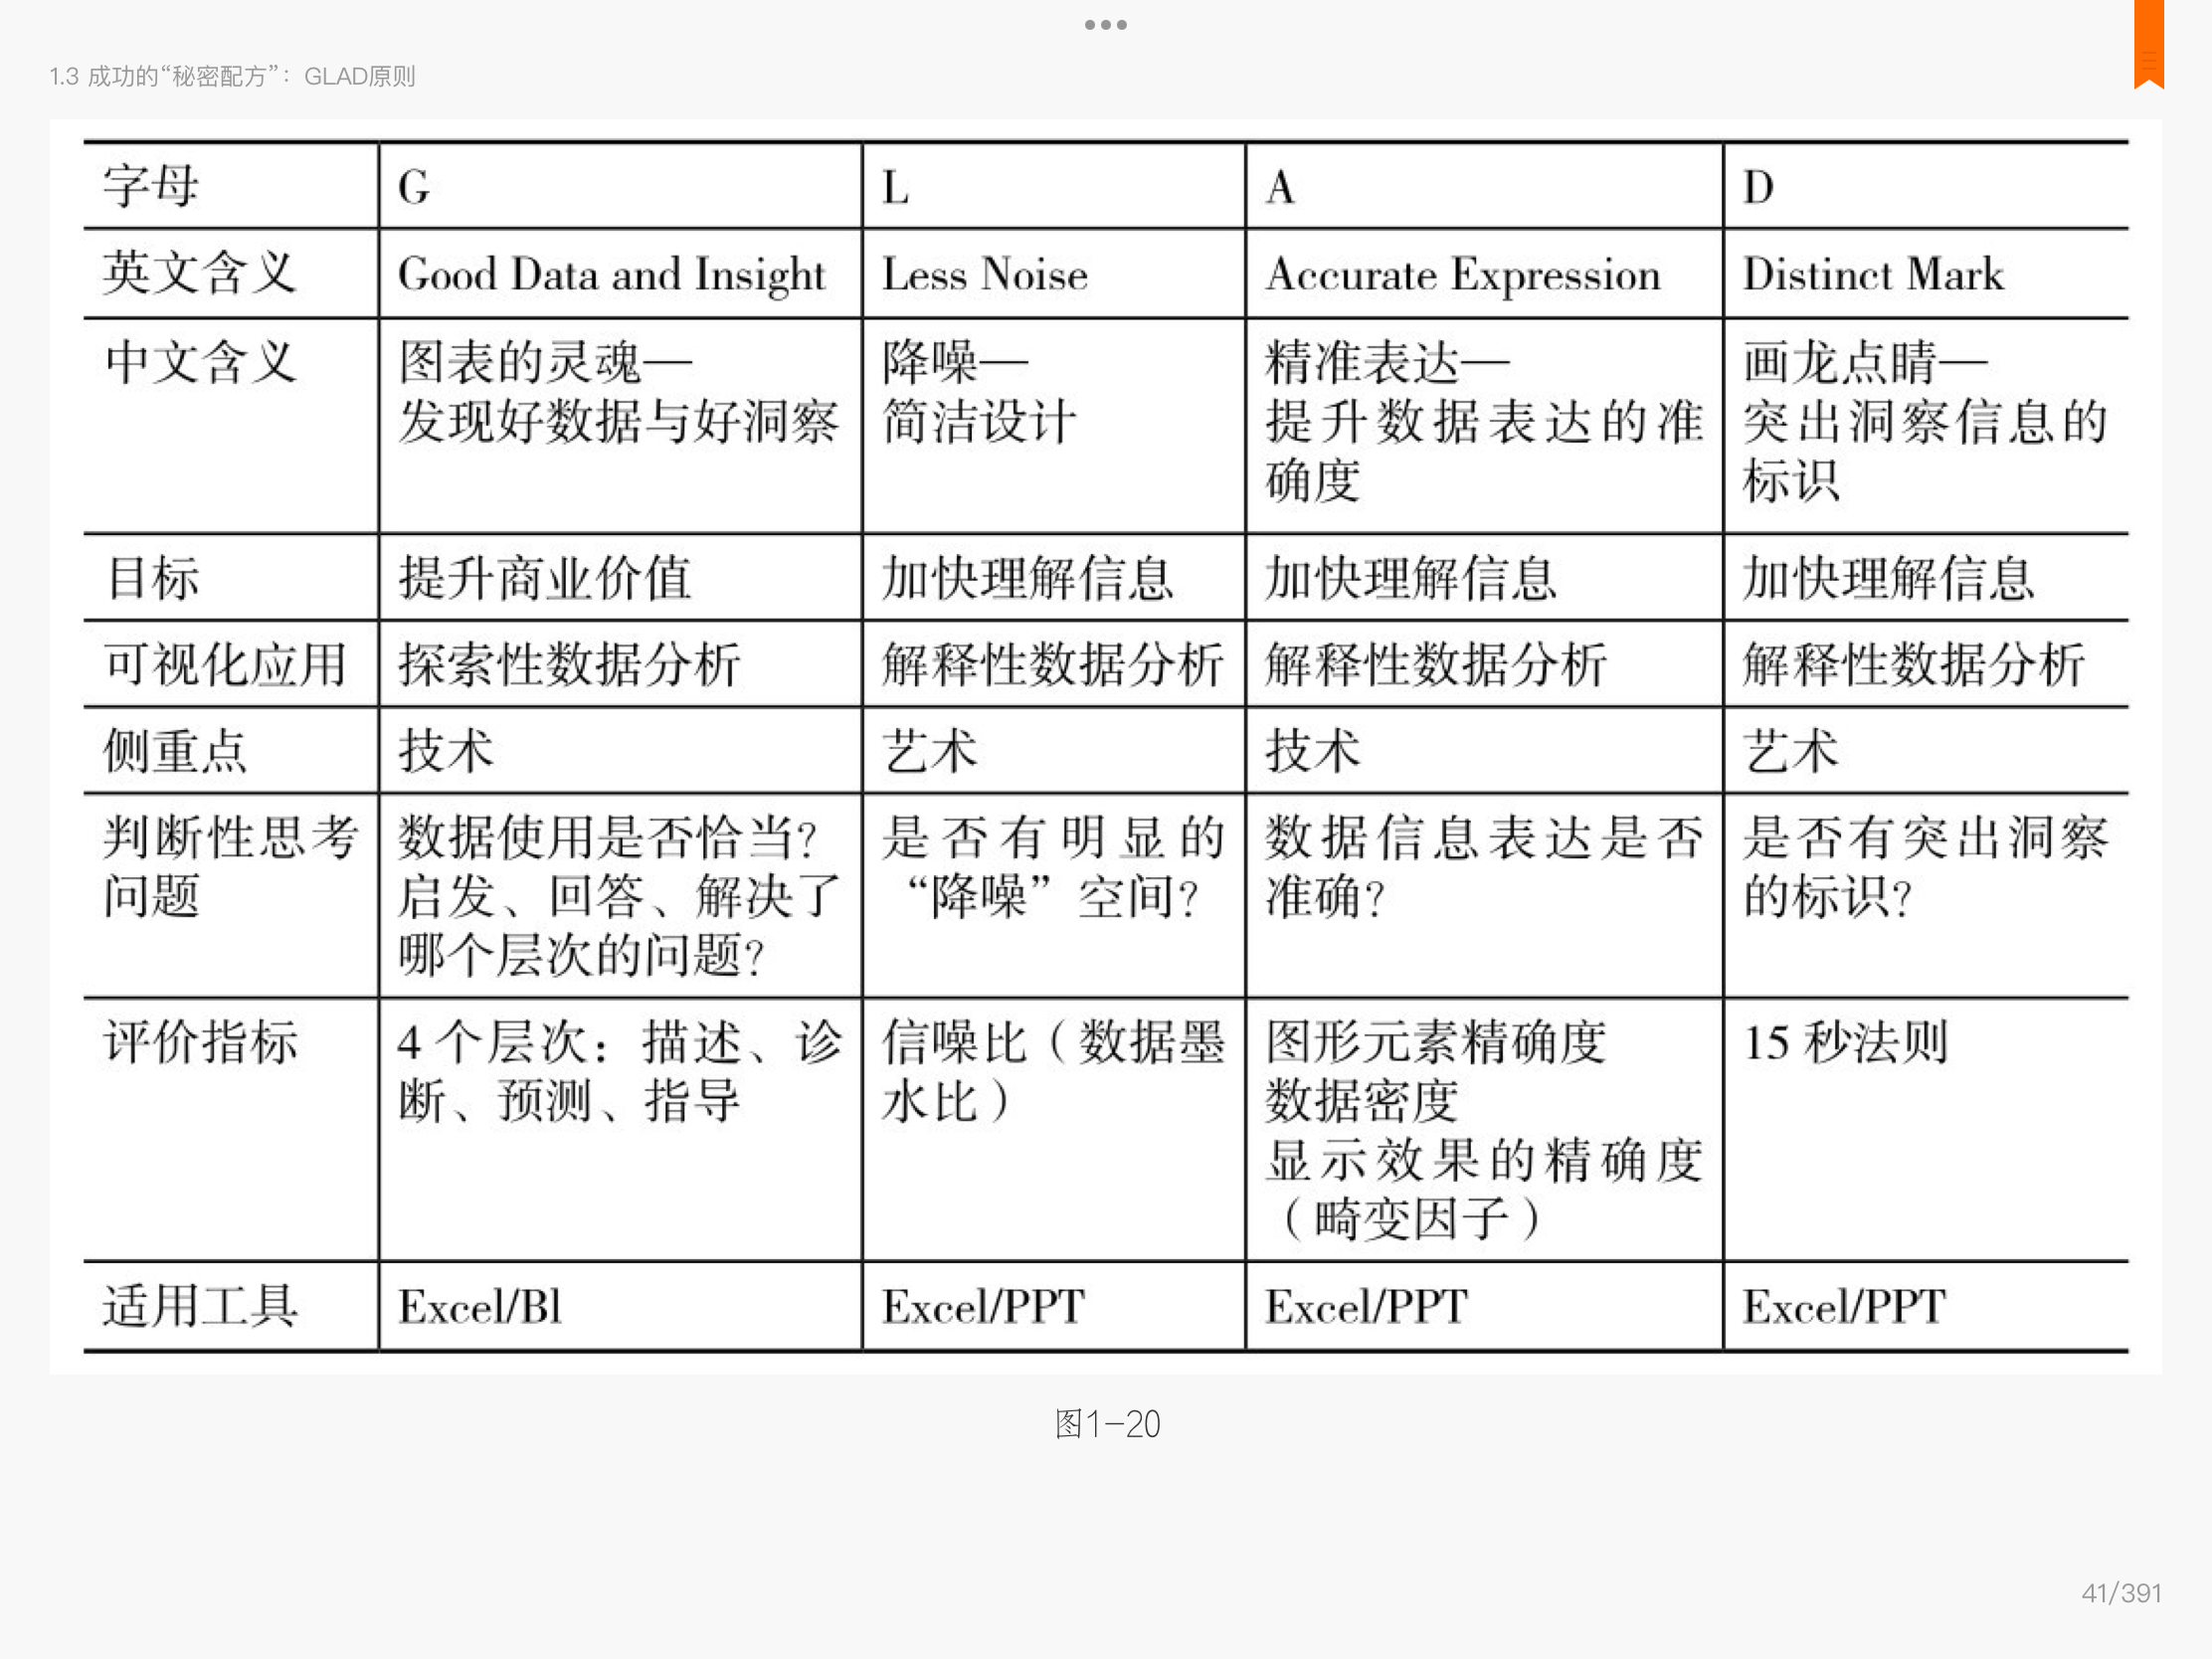 1.3 成功的“秘密配方”：GLAD原则
字母 G L A D
英文含义 Good Data and Insight Less Noise Accurate Expression Distinct Mark
中文含义 图表的灵魂—
发现好数据与好洞察 降噪—
简洁设计 精准表达—
提升数据表达的准
确度 画龙点睛—
突出洞察信息的
标识
目标 提升商业价值 加快理解信息 加快理解信息 加快理解信息
可视化应用 探索性数据分析 解释性数据分析 解释性数据分析 解释性数据分析
侧重点 技术 艺术 技术 艺术
判断性思考
问题 数据使用是否恰当？
启发、回答、解决了
哪个层次的问题？ 是否有明显的
“降噪”空间？ 数据信息表达是否
准确？ 是否有突出洞察
的标识？
评价指标 4 个层次：描述、诊
断、预测、指导 信噪比（数据墨
水比） 图形元素精确度
数据密度
显示效果的精确度
（畸变因子） 15 秒法则
适用工具 Excel/Bl Excel/PPT Excel/PPT Excel/PPT
图1-20
41/391